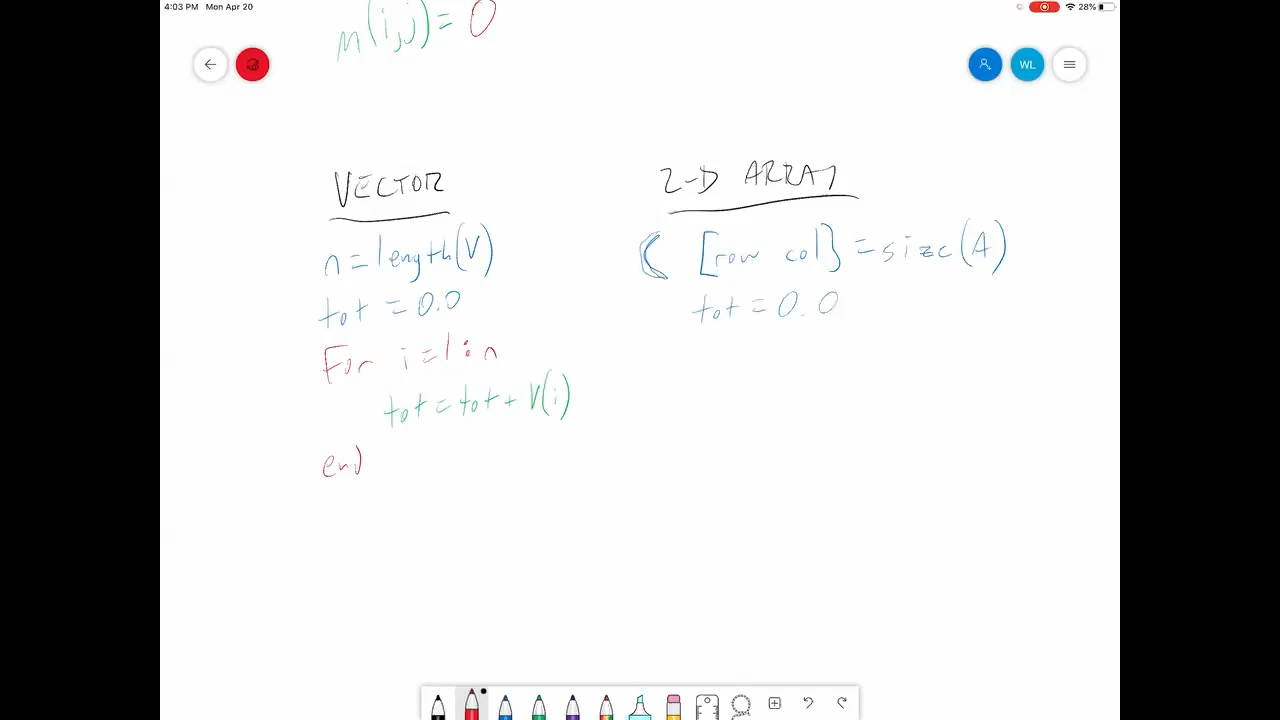 4:03 PM Mon Apr 20
28%
m(i,j) = 0
WL
VECTOR
n = length(V)
tot = 0.0
For i = 1:n
tot = tot + V(i)
end
2-D ARRAY
[row col] = size(A)
tot = 0.0